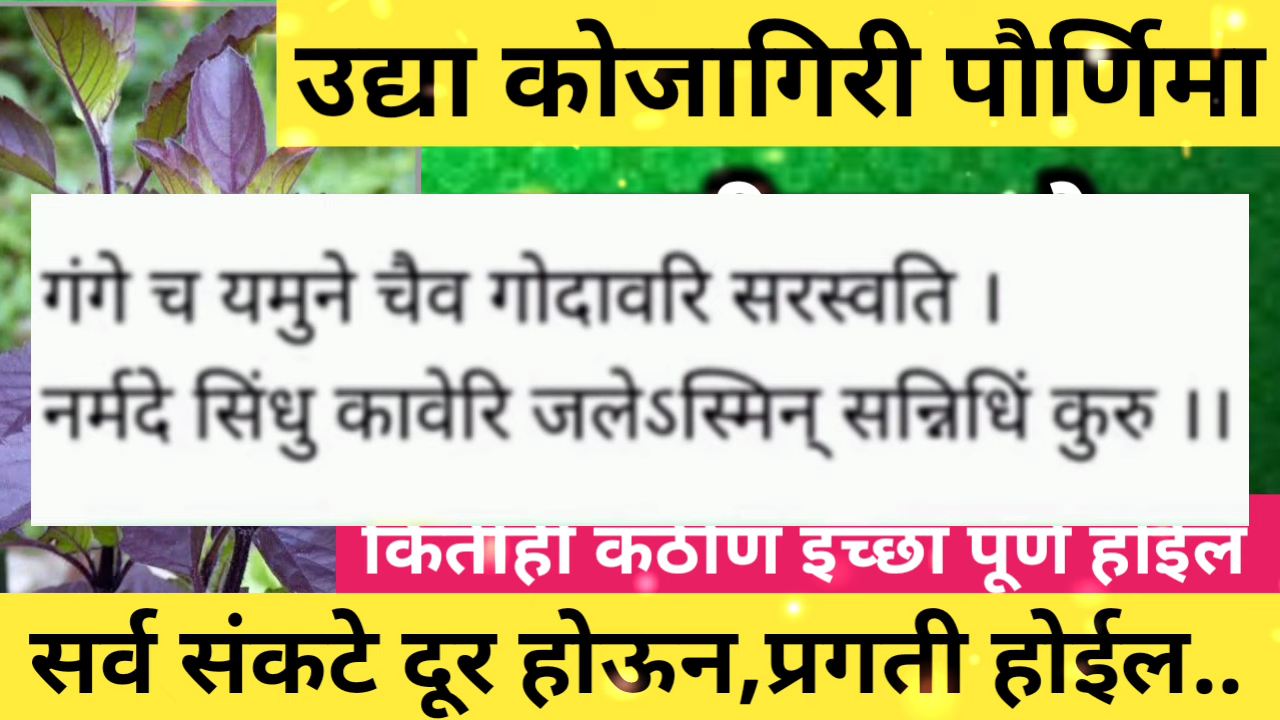 उद्या कोजागिरी पौर्णिमा
गंगे च यमुने चैव गोदावरि सरस्वति ।
नर्मदे सिंधु कावेरि जलेऽस्मिन् सन्निधिं कुरु ।।
कितीही कठीण इच्छा पूर्ण होईल
सर्व संकटे दूर होऊन,प्रगती होईल..